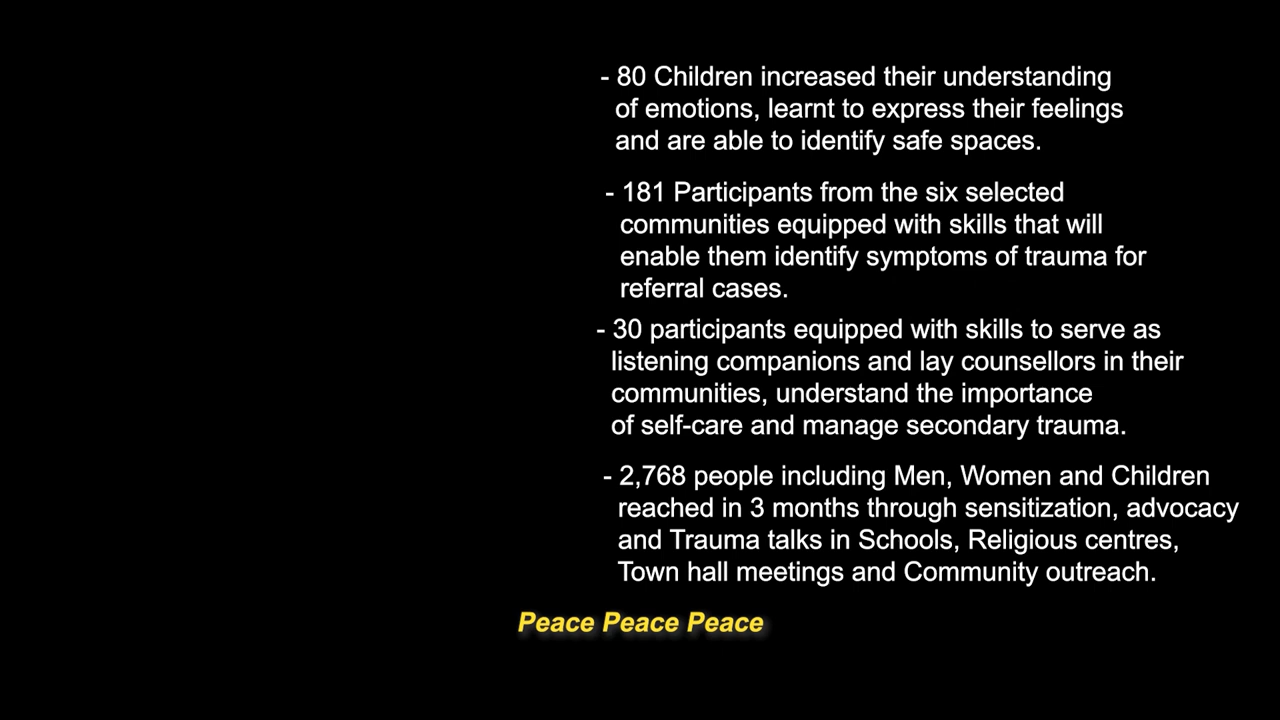 - 80 Children increased their understanding
of emotions, learnt to express their feelings
and are able to identify safe spaces.
- 181 Participants from the six selected
communities equipped with skills that will
enable them identify symptoms of trauma for
referral cases.
- 30 participants equipped with skills to serve as
listening companions and lay counsellors in their
communities, understand the importance
of self-care and manage secondary trauma.
- 2,768 people including Men, Women and Children
reached in 3 months through sensitization, advocacy
and Trauma talks in Schools, Religious centres,
Town hall meetings and Community outreach.
Peace Peace Peace